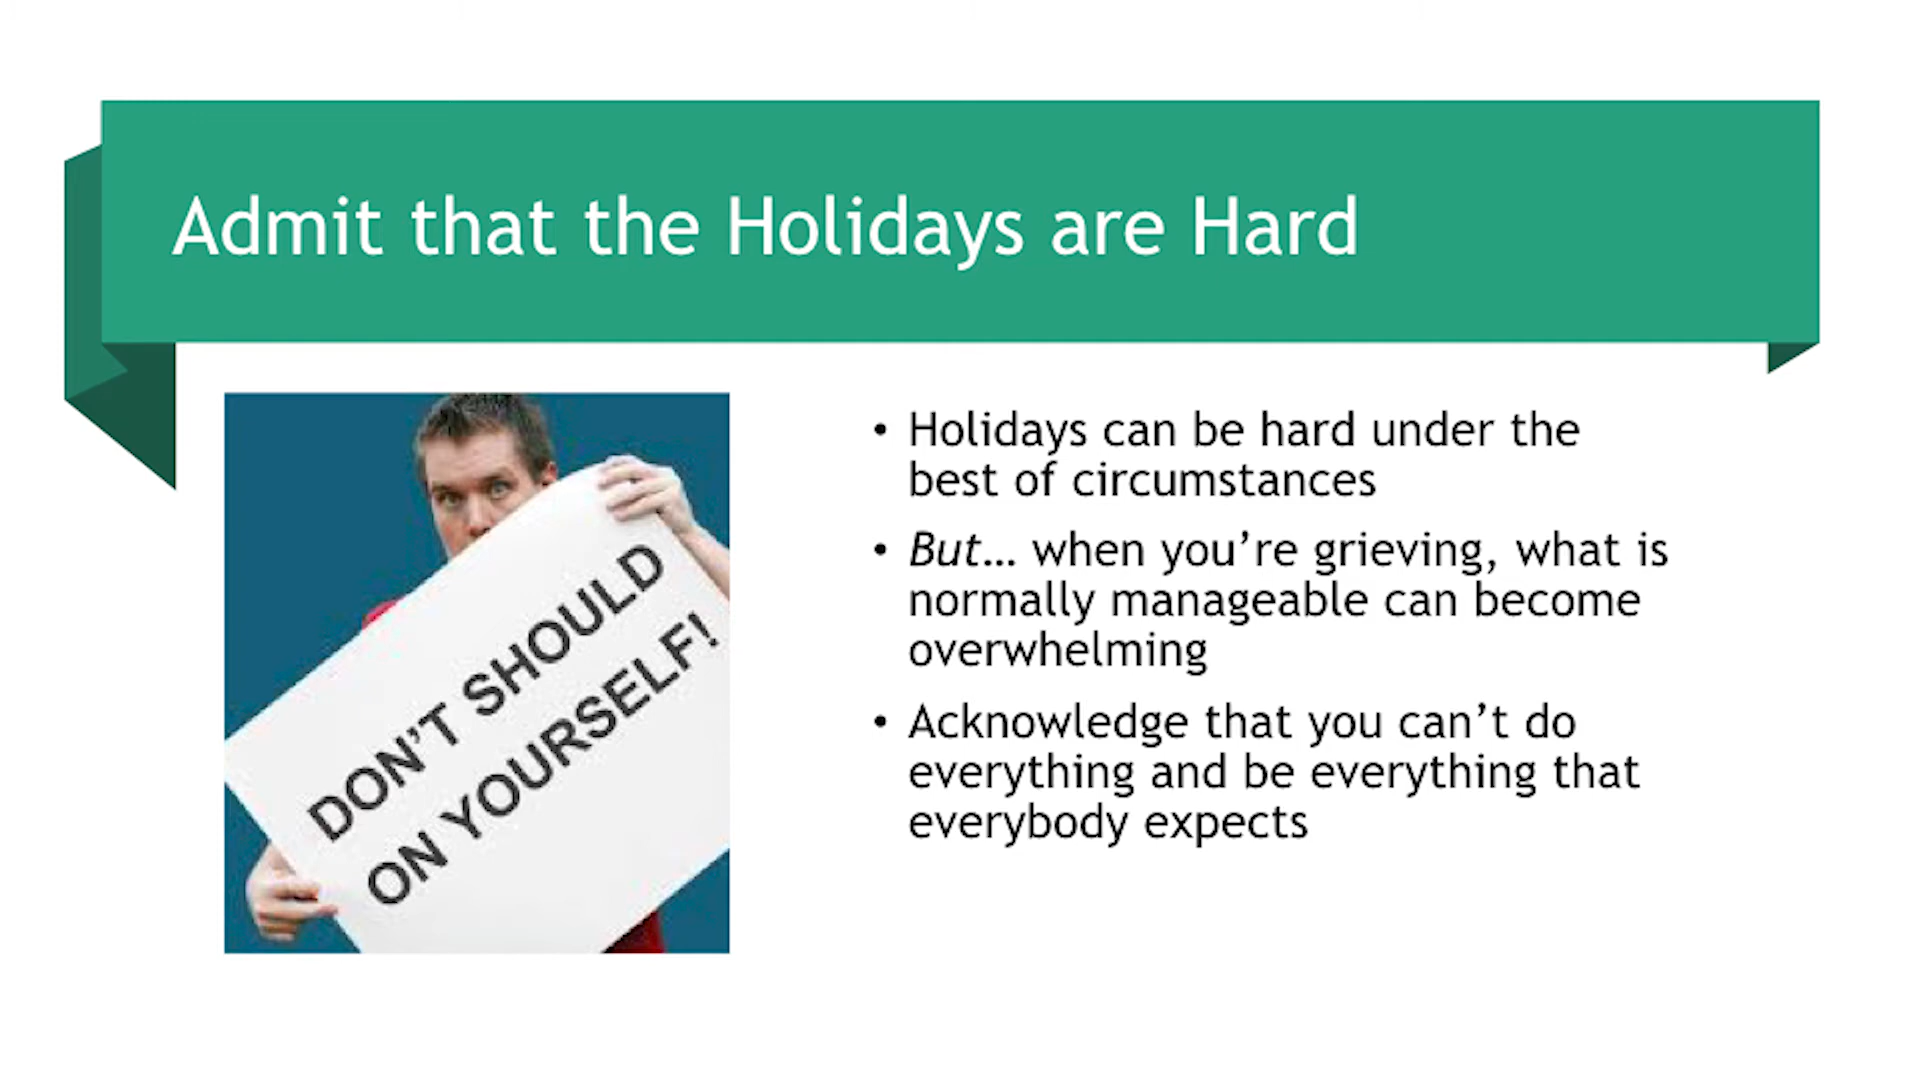 Admit that the Holidays are Hard
DON'T SHOULD
ON YOURSELF!
• Holidays can be hard under the
best of circumstances
• But… when you’re grieving, what is
normally manageable can become
overwhelming
• Acknowledge that you can’t do
everything and be everything that
everybody expects